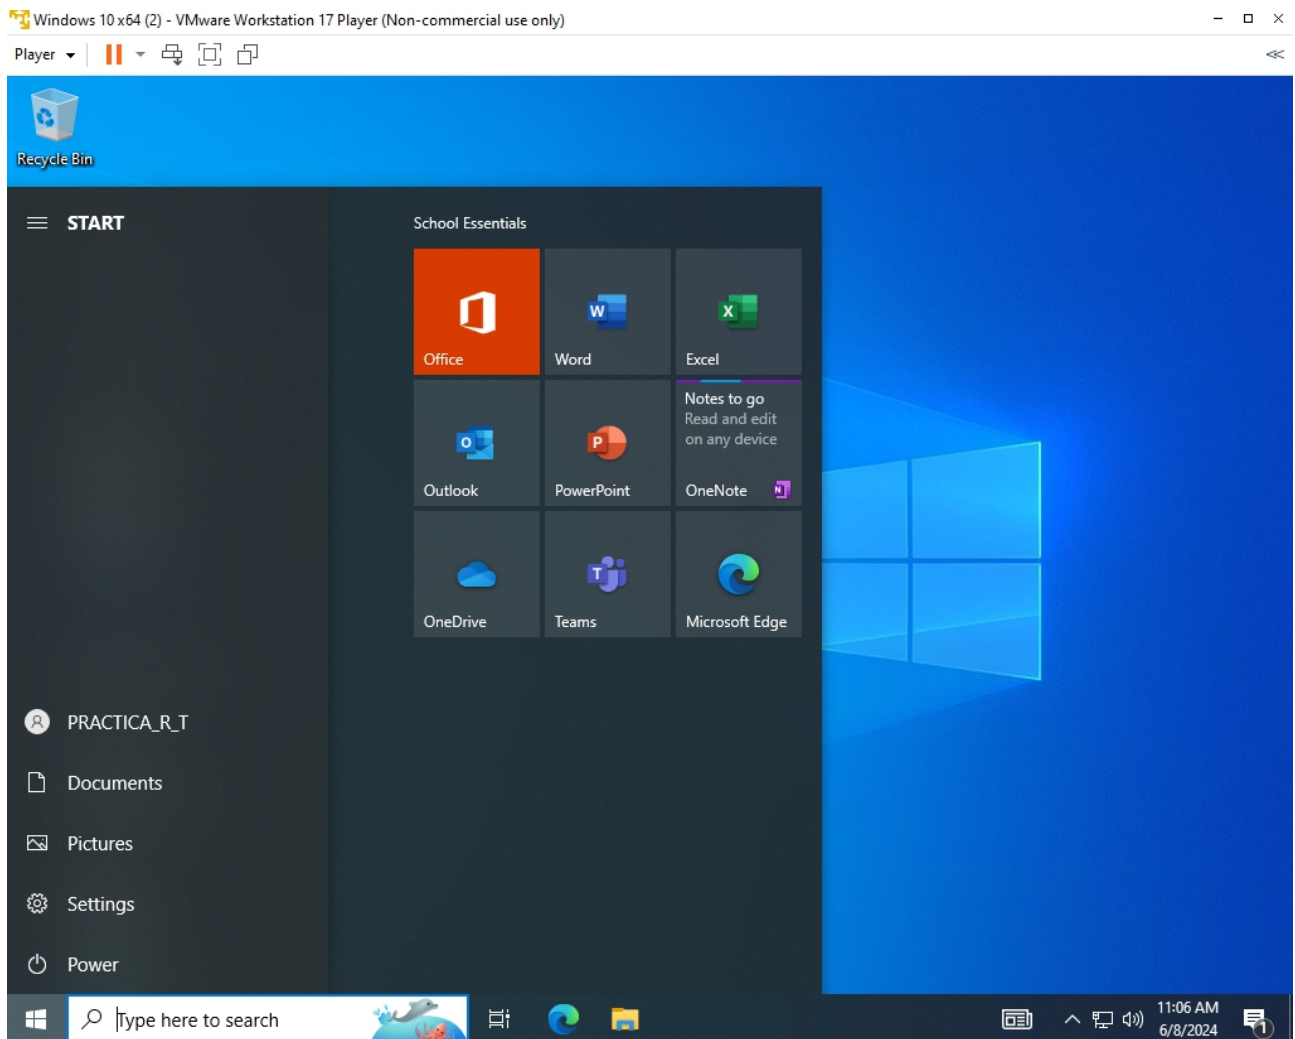 Windows 10 x64 (2) - VMware Workstation 17 Player (Non-commercial use only)
Player
Recycle Bin
START
School Essentials
Office
Word
Excel
Outlook
PowerPoint
Notes to go
Read and edit
on any device
OneNote
OneDrive
Teams
Microsoft Edge
PRACTICA_R_T
Documents
Pictures
Settings
Power
Type here to search
11:06 AM
6/8/2024
1